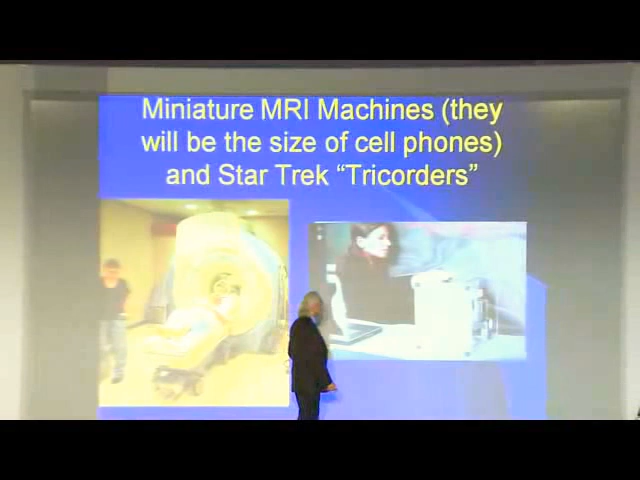 Miniature MRI Machines (they
will be the size of cell phones)
and Star Trek “Tricorders”